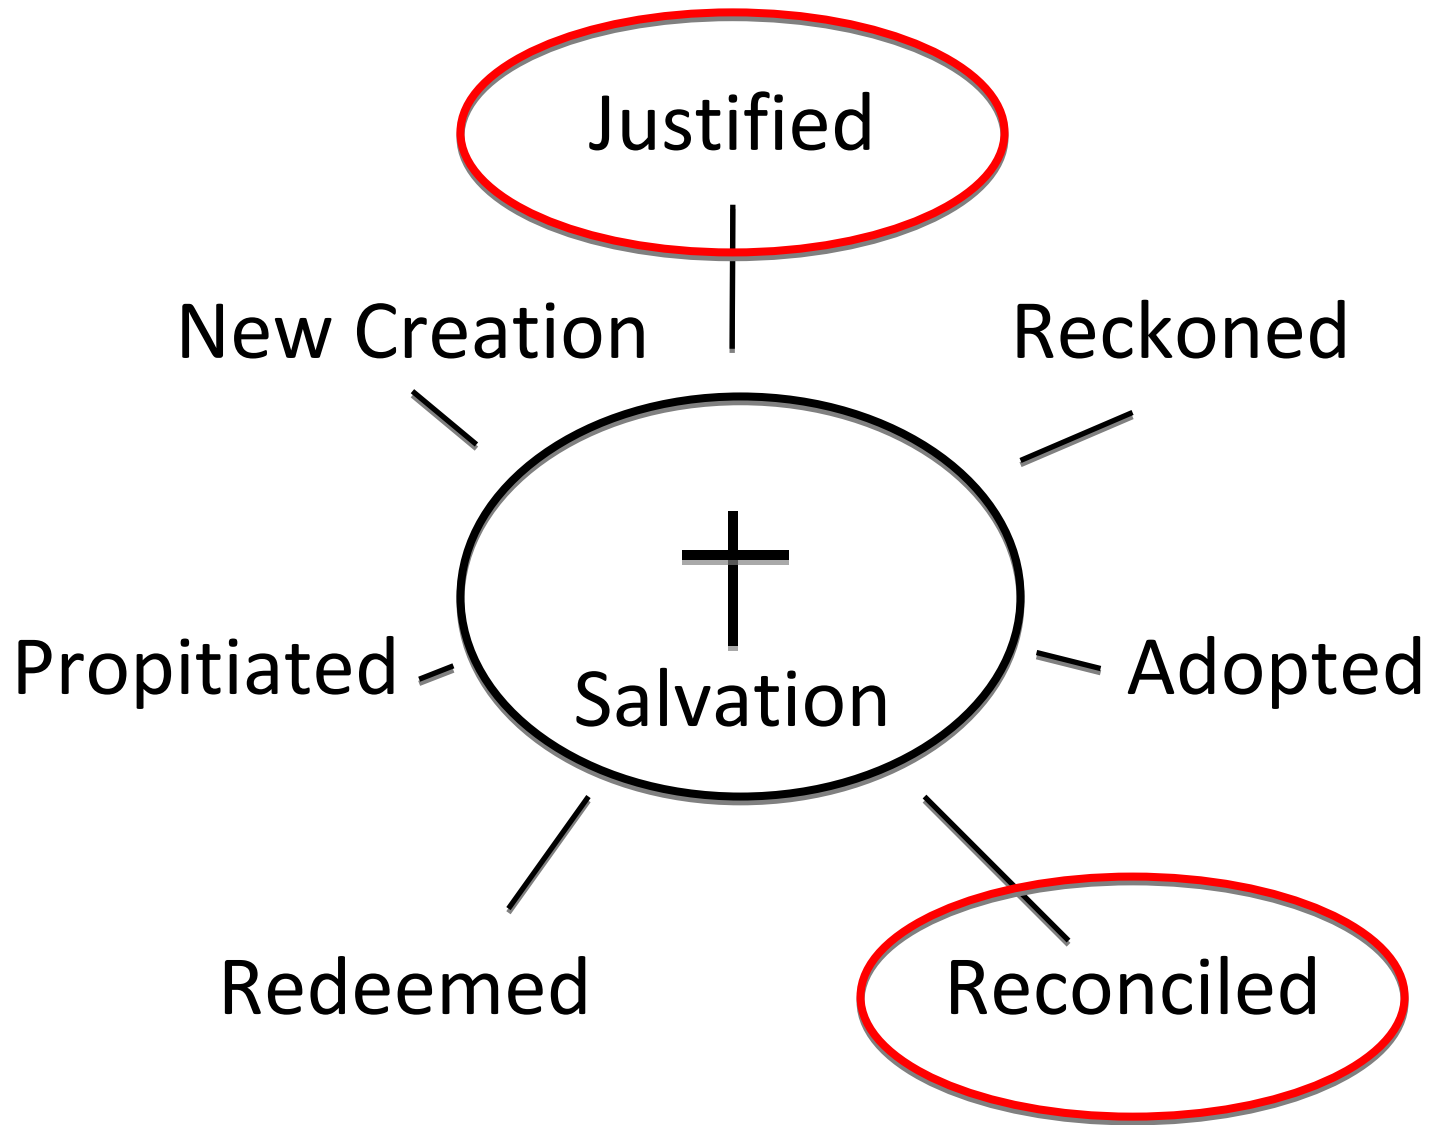 Justified
New Creation
Reckoned
Propitiated
Salvation
Adopted
Redeemed
Reconciled